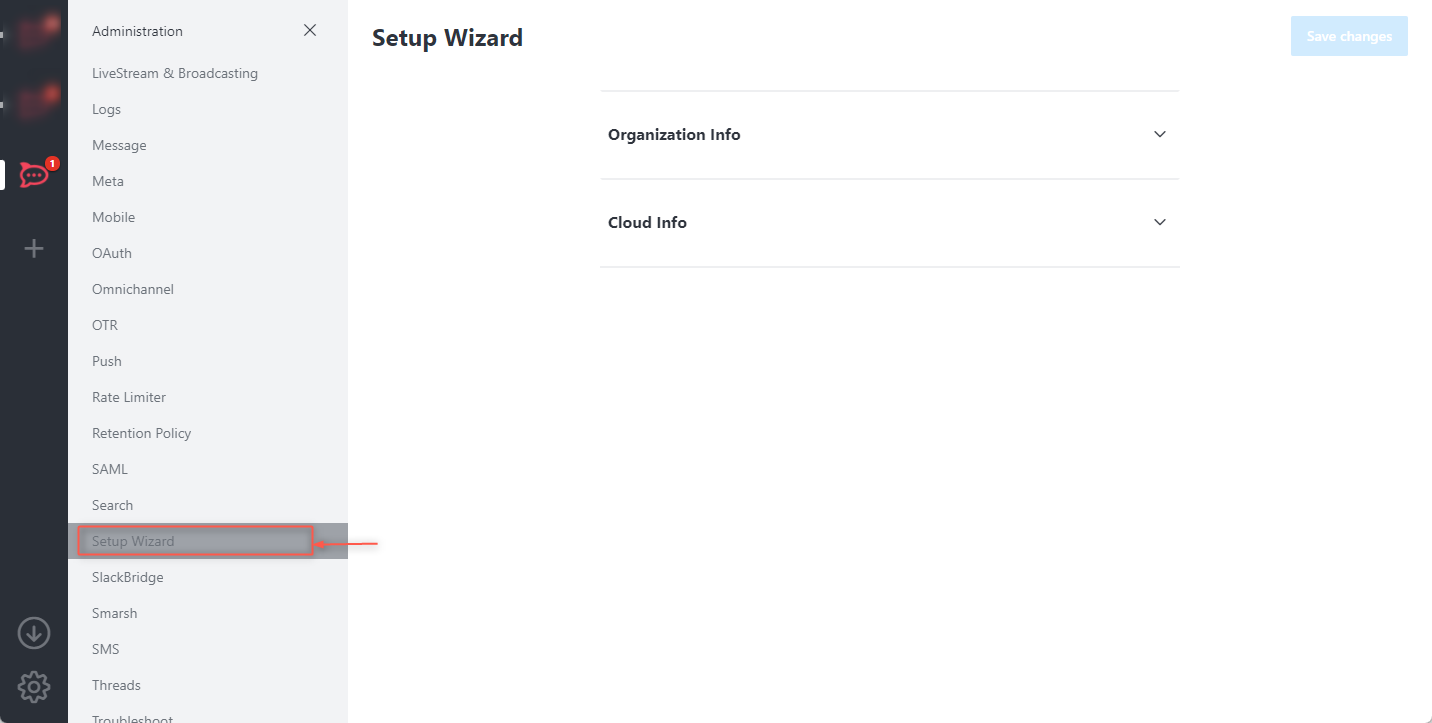 Administration
LiveStream & Broadcasting
Logs
Message
Meta
Mobile
OAuth
Omnichannel
OTR
Push
Rate Limiter
Retention Policy
SAML
Search
Setup Wizard
SlackBridge
Smarsh
SMS
Threads
Troubleshoot
1
Setup Wizard
Save changes
Organization Info
Cloud Info